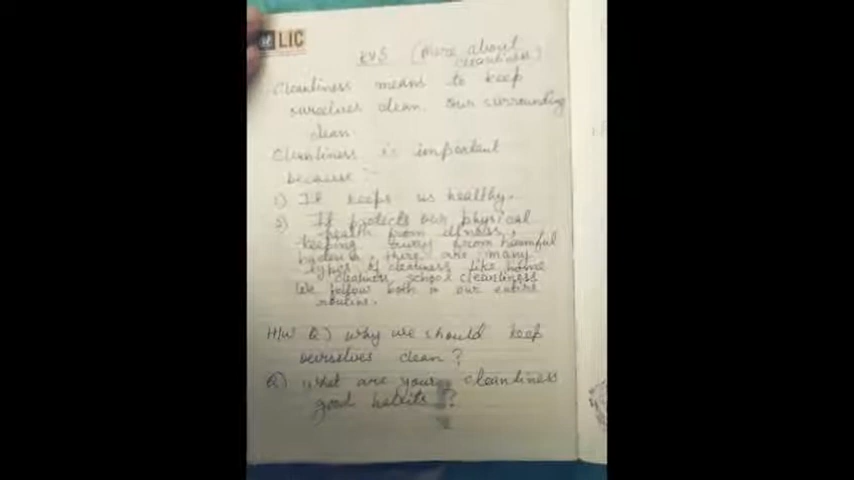 LIC
EVS (More about
cleanliness)
Cleanliness means to keep
ourselves clean. Our surrounding
clean.
Cleanliness is important
because :-
1) It keeps us healthy.
2) It protects our physical
health from illness,
keeping away from harmful
there are many
types of cleanliness like home
cleanliness, school cleanliness
We follow both in our entire
routine.
H/W Q) why we should keep
ourselves clean?
Q) What are your cleanliness
good habits ?